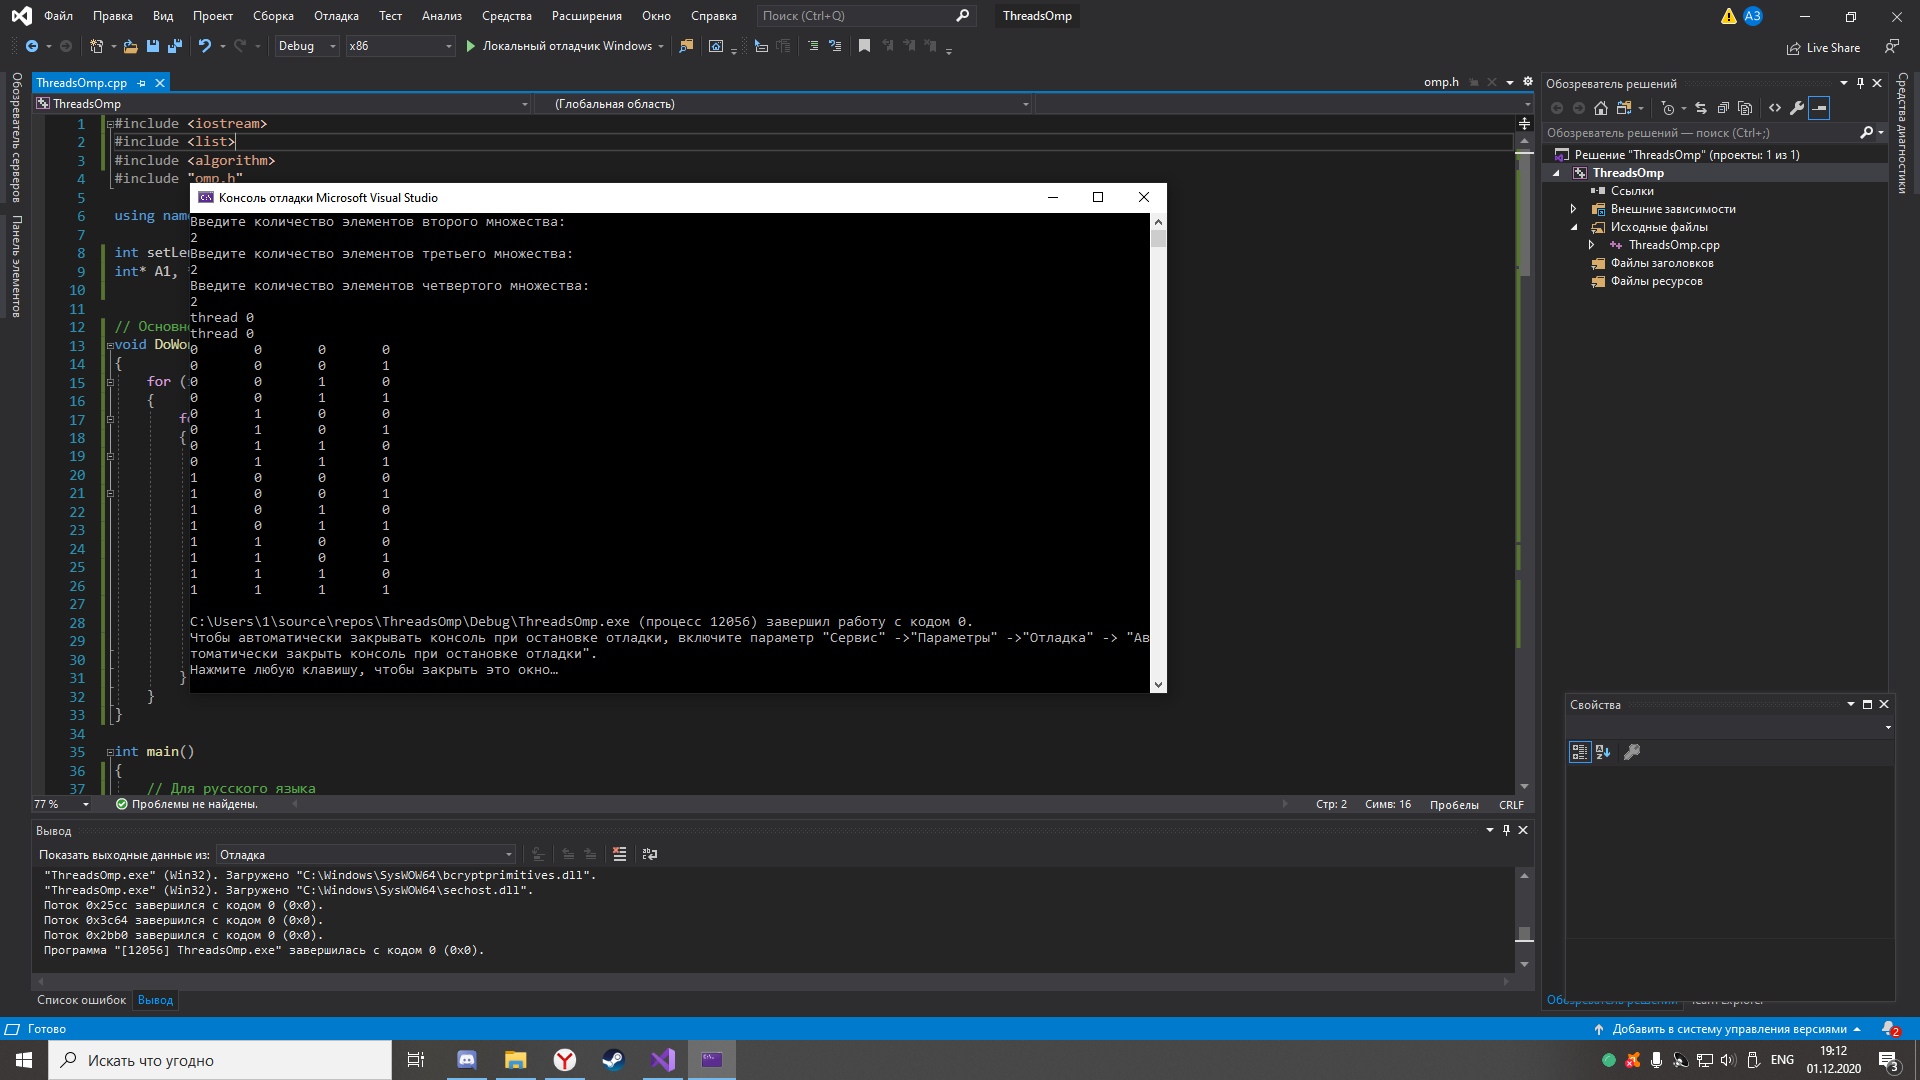 Файл Правка Вид Проект Сборка Отладка Тест Анализ Средства Расширения Окно Справка Поиск (Ctrl+Q) ThreadsOmp АЗ
Debug x86 Локальный отладчик Windows Live Share
Обозреватель серверов
Панель элементов
ThreadsOmp.cpp omp.h
ThreadsOmp (Глобальная область)
1 #include <iostream>
2 #include <list>
3 #include <algorithm>
4 #include "omp.h"
5
6 using nam
7
8 int setLe
9 int* A1,
10
11
12 // Основн
13 void DoWo
14 {
15 for (
16 {
17 f
18 {
19
20
21
22
23
24
25
26
27
28
29
30
31 }
32 }
33 }
34
35 int main()
36 {
37 // Для русского языка
Консоль отладки Microsoft Visual Studio
Введите количество элементов второго множества:
2
Введите количество элементов третьего множества:
2
Введите количество элементов четвертого множества:
2
thread 0
thread 0
0 0 0 0
0 0 0 1
0 0 1 0
0 0 1 1
0 1 0 0
0 1 0 1
0 1 1 0
0 1 1 1
1 0 0 0
1 0 0 1
1 0 1 0
1 0 1 1
1 1 0 0
1 1 0 1
1 1 1 0
1 1 1 1
C:\Users\1\source\repos\ThreadsOmp\Debug\ThreadsOmp.exe (процесс 12056) завершил работу с кодом 0.
Чтобы автоматически закрывать консоль при остановке отладки, включите параметр "Сервис" ->"Параметры" ->"Отладка" -> "Ав
томатически закрыть консоль при остановке отладки".
Нажмите любую клавишу, чтобы закрыть это окно…
77 % Проблемы не найдены. Стр: 2 Симв: 16 Пробелы CRLF
Вывод
Показать выходные данные из: Отладка
"ThreadsOmp.exe" (Win32). Загружено "C:\Windows\SysWOW64\bcryptprimitives.dll".
"ThreadsOmp.exe" (Win32). Загружено "C:\Windows\SysWOW64\sechost.dll".
Поток 0x25cc завершился с кодом 0 (0x0).
Поток 0x3c64 завершился с кодом 0 (0x0).
Поток 0x2bb0 завершился с кодом 0 (0x0).
Программа "[12056] ThreadsOmp.exe" завершилась с кодом 0 (0x0).
Список ошибок Вывод
Обозреватель решений
Обозреватель решений — поиск (Ctrl+;)
Решение "ThreadsOmp" (проекты: 1 из 1)
ThreadsOmp
Ссылки
Внешние зависимости
Исходные файлы
ThreadsOmp.cpp
Файлы заголовков
Файлы ресурсов
Средства диагностики
Свойства
Обозреватель решений Team Explorer
Готово Добавить в систему управления версиями 2
Искать что угодно ENG 19:12
01.12.2020 3